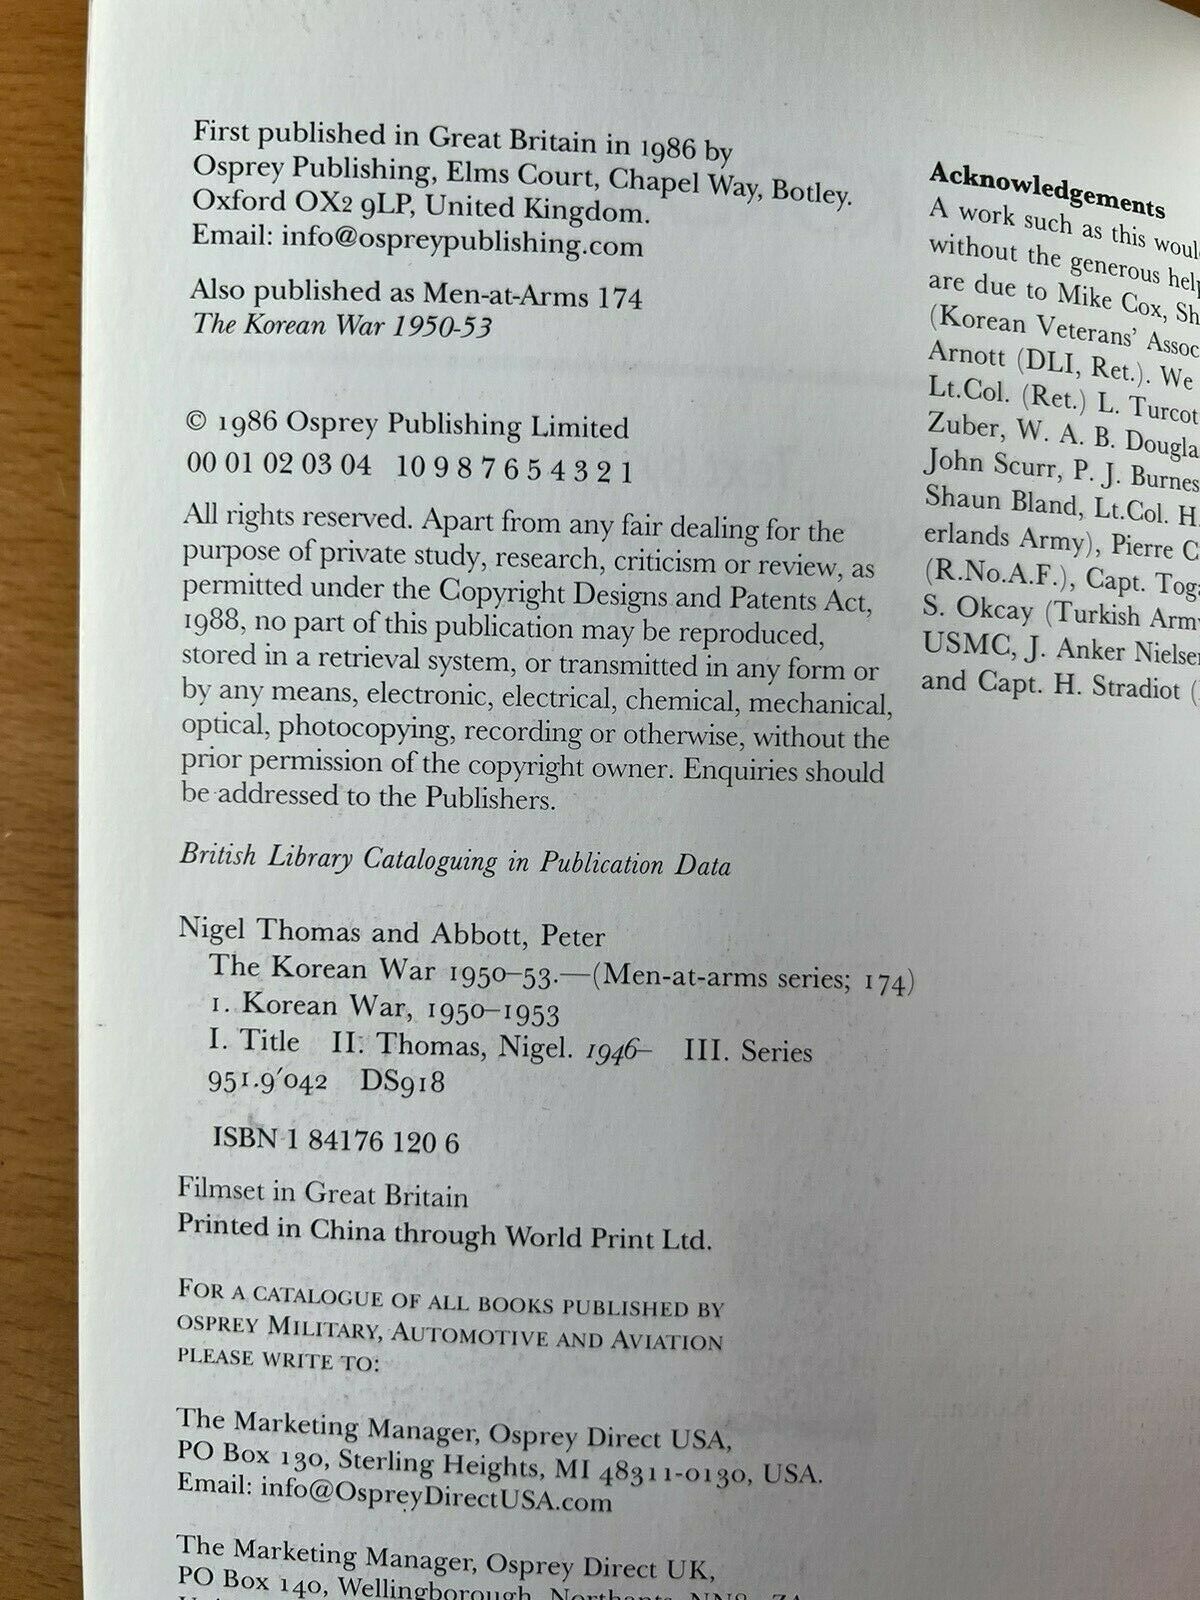 First published in Great Britain in 1986 by
Osprey Publishing, Elms Court, Chapel Way, Botley.
Oxford OX2 9LP, United Kingdom.
Email: info@ospreypublishing.com
Also published as Men-at-Arms 174
The Korean War 1950-53
© 1986 Osprey Publishing Limited
00 01 02 03 04 10 9 8 7 6 5 4 3 2 1
All rights reserved. Apart from any fair dealing for the
purpose of private study, research, criticism or review, as
permitted under the Copyright Designs and Patents Act,
1988, no part of this publication may be reproduced,
stored in a retrieval system, or transmitted in any form or
by any means, electronic, electrical, chemical, mechanical,
optical, photocopying, recording or otherwise, without the
prior permission of the copyright owner. Enquiries should
be addressed to the Publishers.
British Library Cataloguing in Publication Data
Nigel Thomas and Abbott, Peter
The Korean War 1950–53.—(Men-at-arms series; 174)
1. Korean War, 1950–1953
I. Title II. Thomas, Nigel. 1946– III. Series
951.9′042 DS918
ISBN 1 84176 120 6
Filmset in Great Britain
Printed in China through World Print Ltd.
FOR A CATALOGUE OF ALL BOOKS PUBLISHED BY
OSPREY MILITARY, AUTOMOTIVE AND AVIATION
PLEASE WRITE TO:
The Marketing Manager, Osprey Direct USA,
PO Box 130, Sterling Heights, MI 48311-0130, USA.
Email: info@OspreyDirectUSA.com
The Marketing Manager, Osprey Direct UK,
PO Box 140, Wellingborough, Northants
Acknowledgements
A work such as this woul
without the generous help
are due to Mike Cox, Sh
(Korean Veterans' Assoc
Arnott (DLI, Ret.). We
Lt.Col. (Ret.) L. Turcot
Zuber, W. A. B. Dougla
John Scurr, P. J. Burnes
Shaun Bland, Lt.Col. H.
erlands Army), Pierre C
(R.No.A.F.), Capt. Toga
S. Okcay (Turkish Arm
USMC, J. Anker Nielse
and Capt. H. Stradiot (